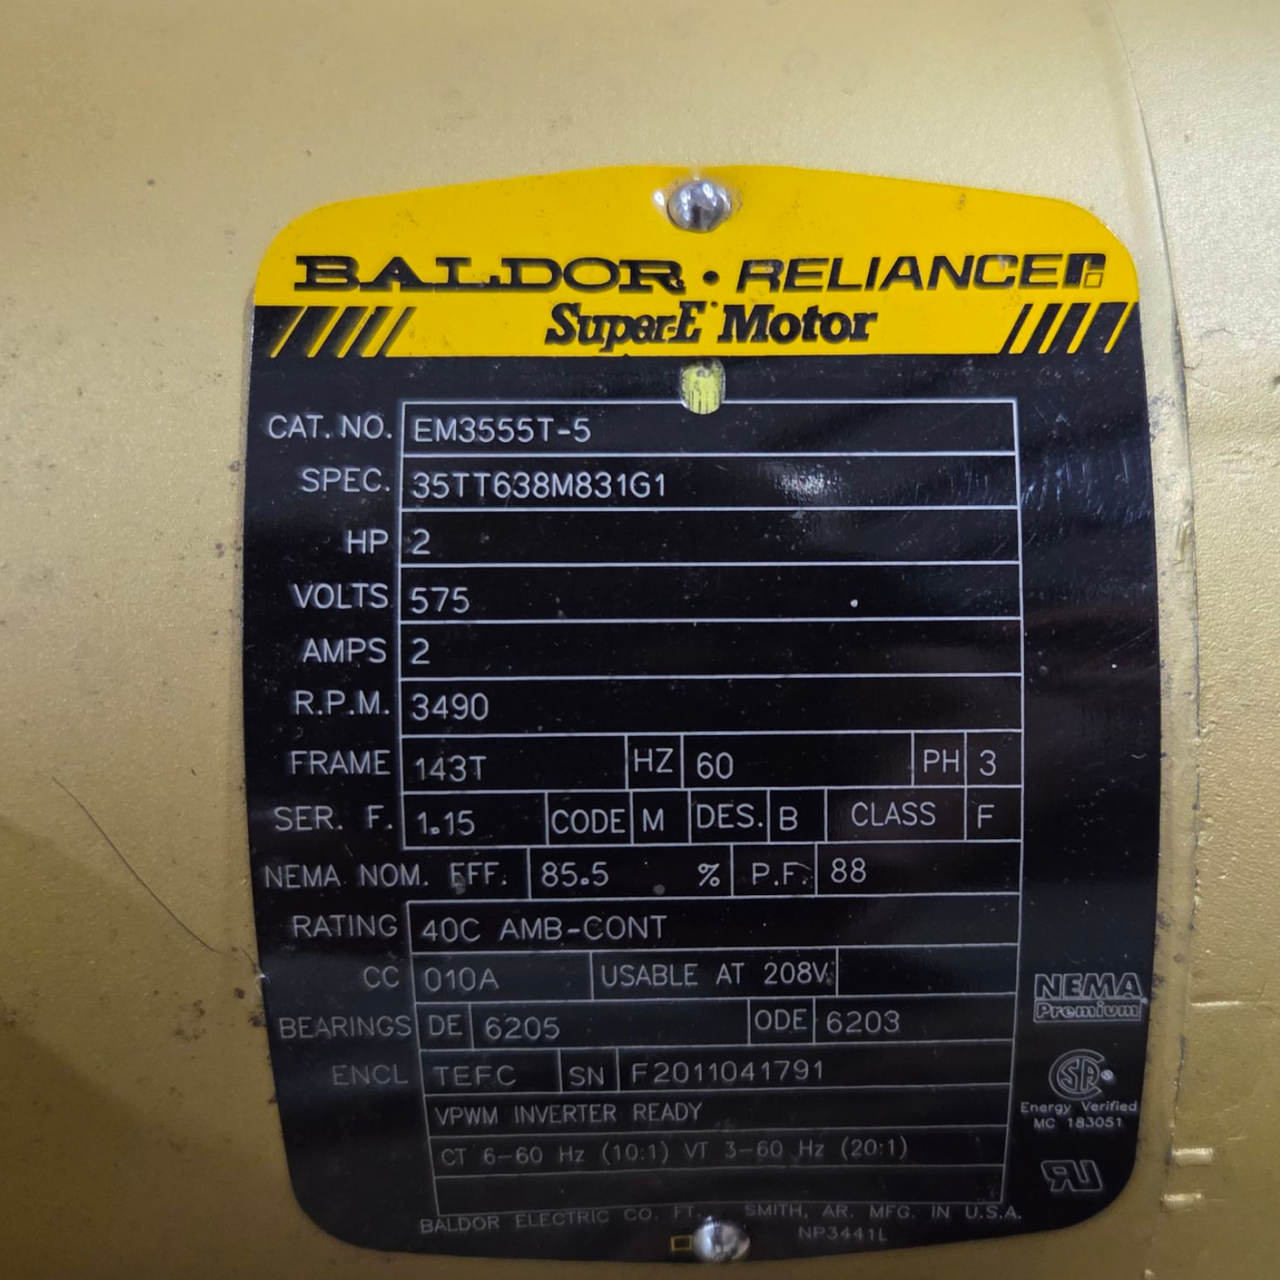 BALDOR • RELIANCE
Super-E Motor
CAT. NO. EM3555T-5
SPEC. 35TT638M831G1
HP 2
VOLTS 575
AMPS 2
R.P.M. 3490
FRAME 143T HZ 60 PH 3
SER. F. 1.15 CODE M DES. B CLASS F
NEMA NOM. EFF. 85.5 % P.F. 88
RATING 40C AMB-CONT
CC 010A USABLE AT 208V
BEARINGS DE 6205 ODE 6203
ENCL TEFC SN F2011041791
VPWM INVERTER READY
CT 6-60 Hz (10:1) VT 3-60 Hz (20:1)
NEMA
Premium
SA ®
Energy Verified
MC 183051
RU
BALDOR ELECTRIC CO. FT. SMITH, AR. MFG. IN U.S.A.
NP3441L